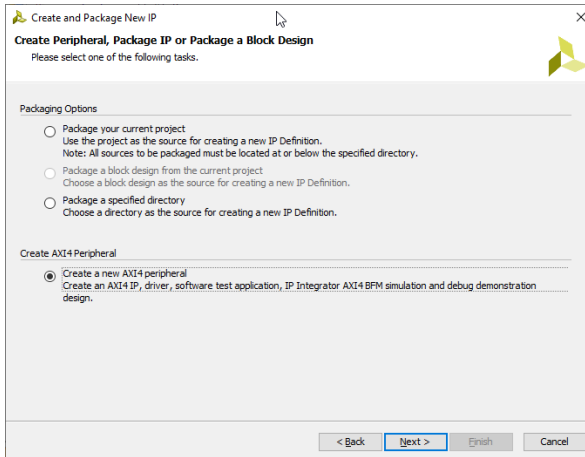 Create and Package New IP
Create Peripheral, Package IP or Package a Block Design
Please select one of the following tasks.
Packaging Options
Package your current project
Use the project as the source for creating a new IP Definition.
Note: All sources to be packaged must be located at or below the specified directory.
Package a block design from the current project
Choose a block design as the source for creating a new IP Definition.
Package a specified directory
Choose a directory as the source for creating a new IP Definition.
Create AXI4 Peripheral
Create a new AXI4 peripheral
Create an AXI4 IP, driver, software test application, IP Integrator AXI4 BFM simulation and debug demonstration
design.
< Back Next > Finish Cancel